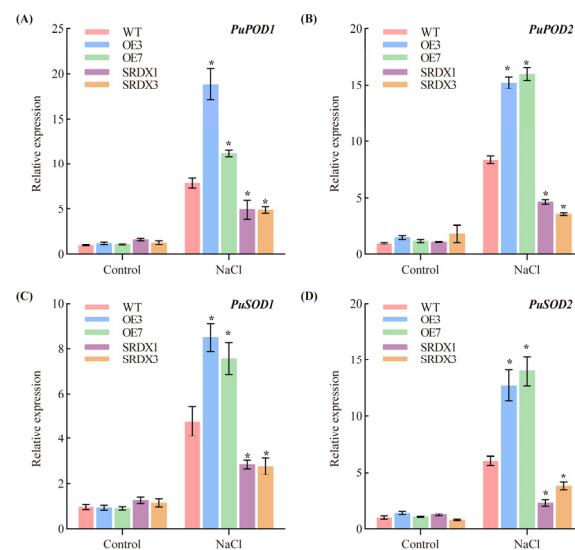 (A)
PuPOD1
WT
OE3
OE7
SRDX1
SRDX3
Relative expression
25
20
15
10
5
0
*
*
*
*
Control
NaCl
(B)
PuPOD2
WT
OE3
OE7
SRDX1
SRDX3
Relative expression
20
15
10
5
0
*
*
*
*
Control
NaCl
(C)
PuSOD1
WT
OE3
OE7
SRDX1
SRDX3
Relative expression
10
8
6
4
2
0
*
*
*
*
Control
NaCl
(D)
PuSOD2
WT
OE3
OE7
SRDX1
SRDX3
Relative expression
20
15
10
5
0
*
*
*
*
Control
NaCl